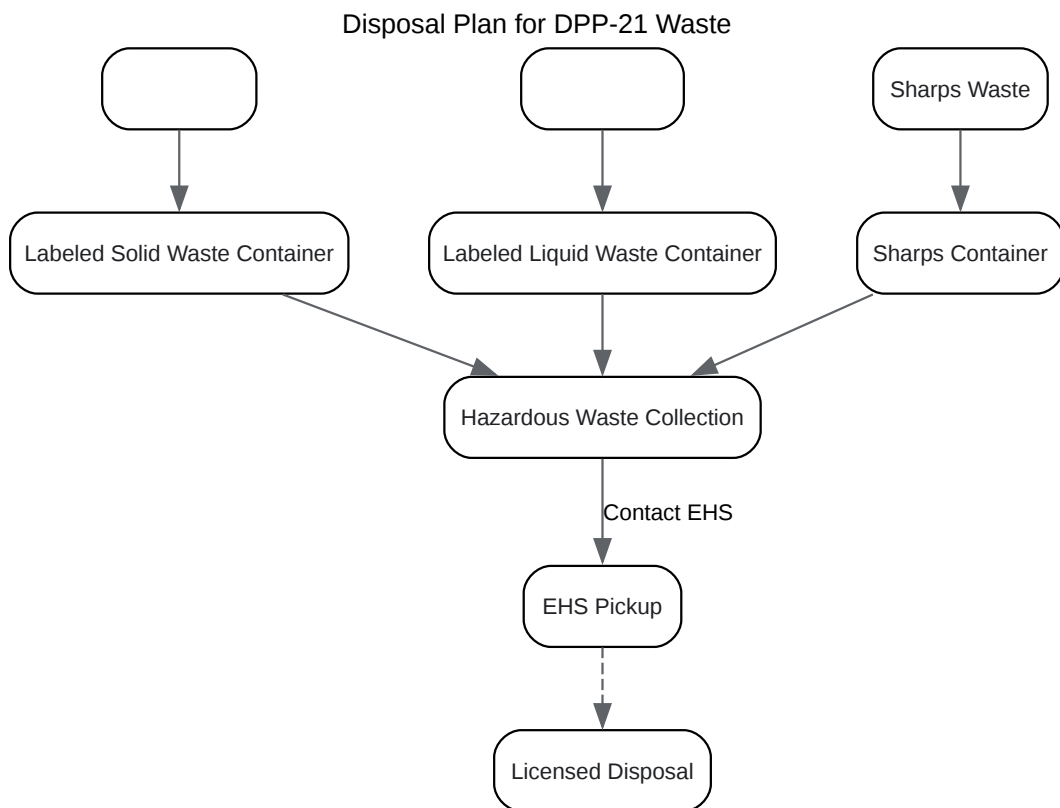 Disposal Plan for DPP-21 Waste
Sharps Waste
Labeled Solid Waste Container
Labeled Liquid Waste Container
Sharps Container
Hazardous Waste Collection
Contact EHS
EHS Pickup
Licensed Disposal